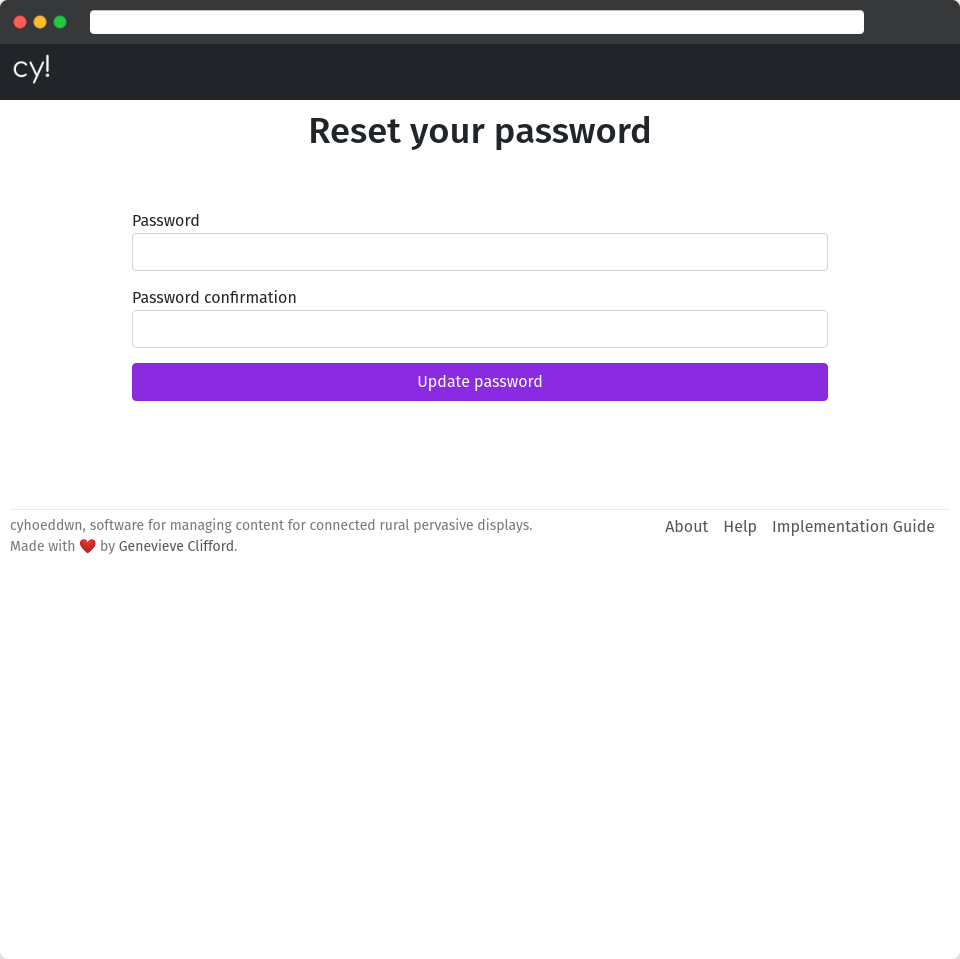 cy!
Reset your password
Password
Password confirmation
Update password
cyhoeddwn, software for managing content for connected rural pervasive displays.
Made with ❤️ by Genevieve Clifford.
About Help Implementation Guide